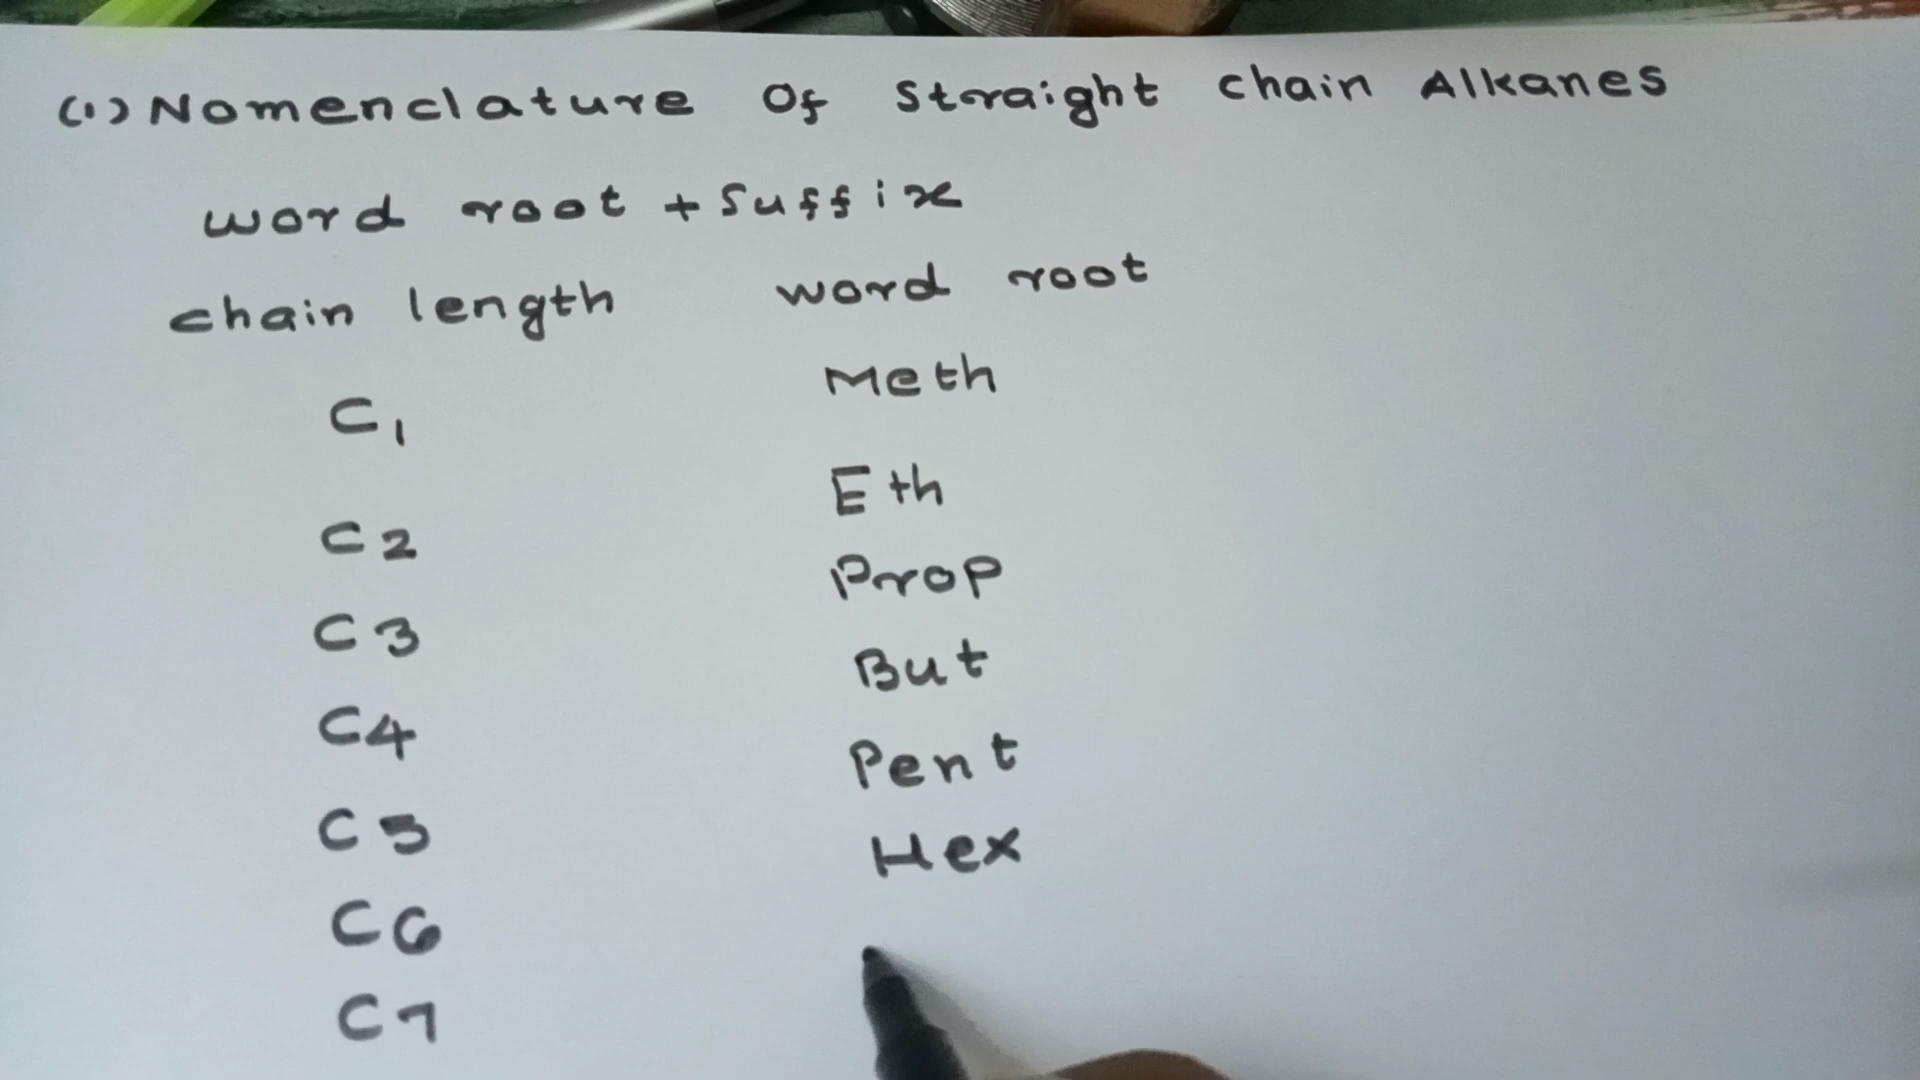 (1) Nomenclature Of Straight chain Alkanes
word root + Suffix
chain length word root
C1 Meth
C2 Eth
C3 Prop
C4 But
C5 Pent
C6 Hex
C7